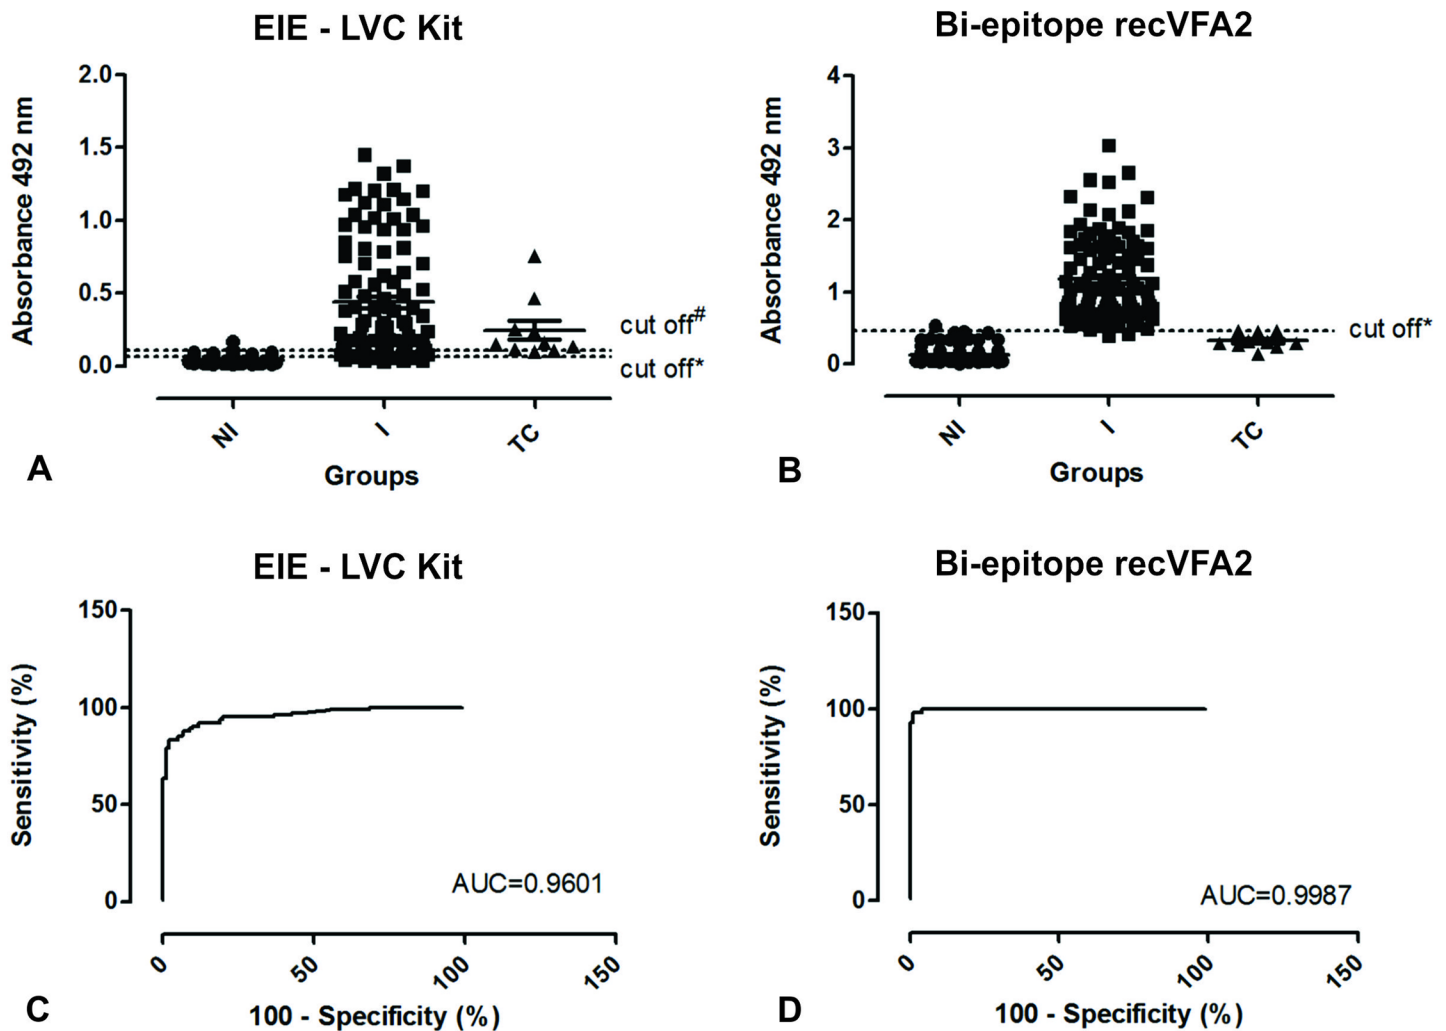 EIE - LVC Kit
Absorbance 492 nm
2.0
1.5
1.0
0.5
0.0
cut off#
cut off*
NI
I
TC
Groups
A
Bi-epitope recVFA2
Absorbance 492 nm
4
3
2
1
0
cut off*
NI
I
TC
Groups
B
EIE - LVC Kit
Sensitivity (%)
150
100
50
0
AUC=0.9601
0
50
100
150
100 - Specificity (%)
C
Bi-epitope recVFA2
Sensitivity (%)
150
100
50
0
AUC=0.9987
0
50
100
150
100 - Specificity (%)
D